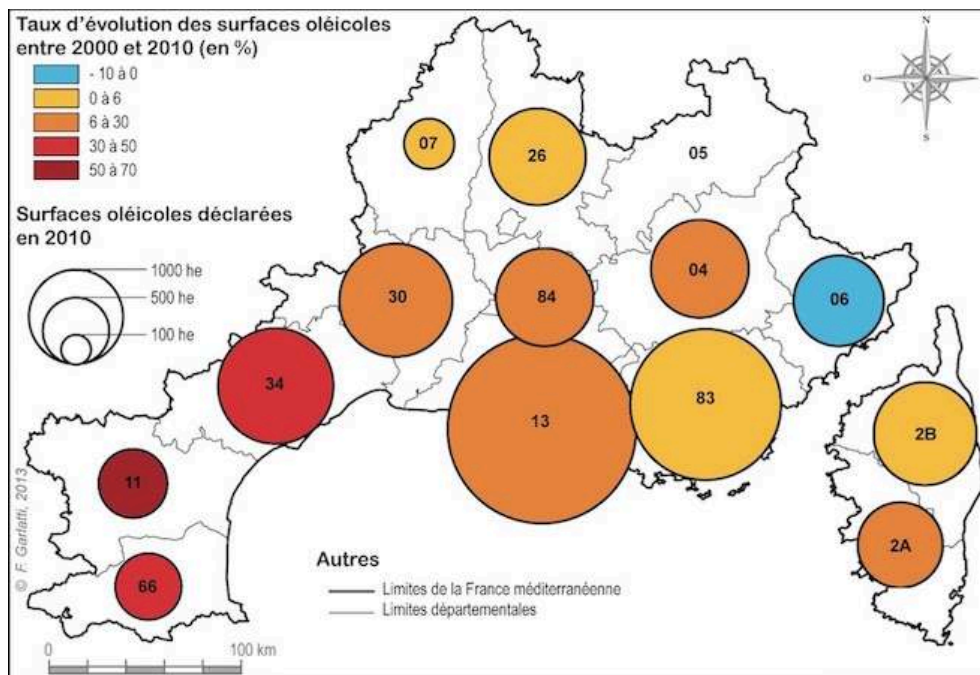 Taux d'évolution des surfaces oléicoles
entre 2000 et 2010 (en %)
- 10 à 0
0 à 6
6 à 30
30 à 50
50 à 70
Surfaces oléicoles déclarées
en 2010
1000 he
500 he
100 he
N
O
E
S
07
26
05
04
06
30
84
34
13
83
2B
11
2A
66
Autres
Limites de la France méditerranéenne
Limites départementales
0
100 km
© F. Garlatti, 2013